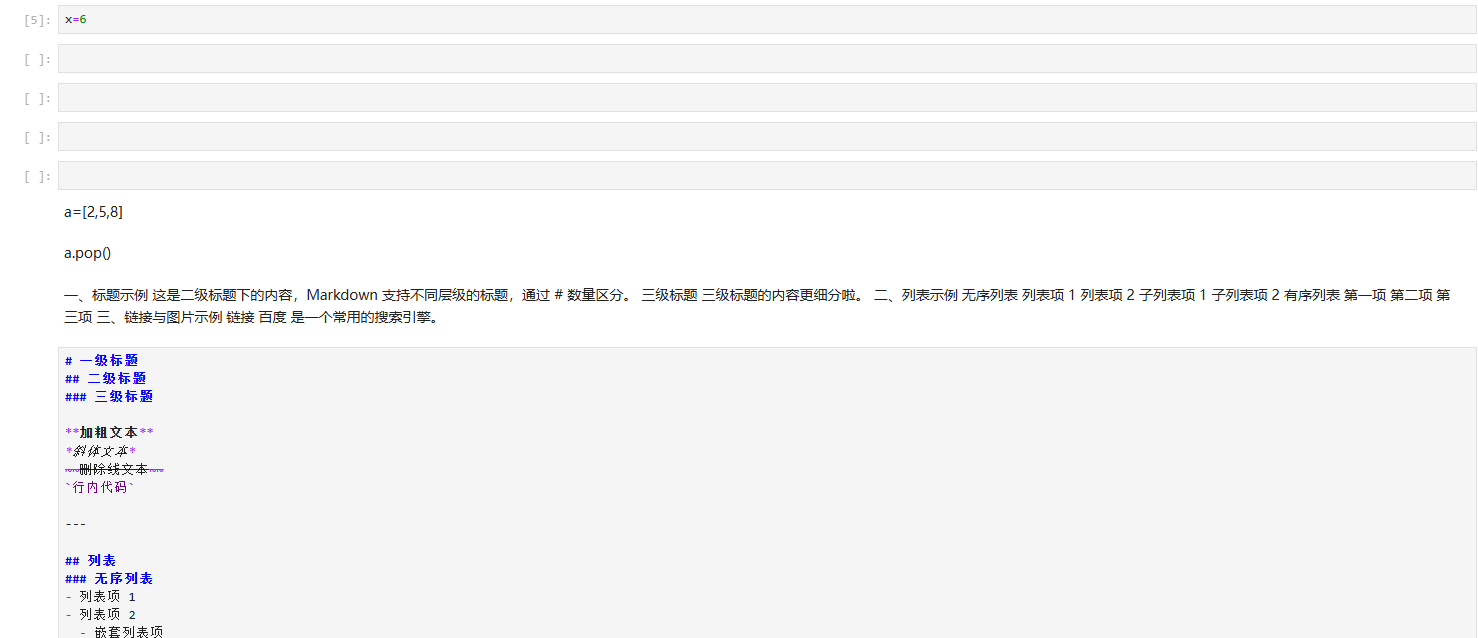 [5]: x=6
[ ]:
[ ]:
[ ]:
[ ]:
a=[2,5,8]
a.pop()
一、标题示例 这是二级标题下的内容，Markdown 支持不同层级的标题，通过 # 数量区分。 三级标题 三级标题的内容更细分啦。 二、列表示例 无序列表 列表项 1 列表项 2 子列表项 1 子列表项 2 有序列表 第一项 第二项 第
三项 三、链接与图片示例 链接 百度 是一个常用的搜索引擎。
# 一级标题
## 二级标题
### 三级标题
**加粗文本**
*斜体文本*
~~删除线文本~~
`行内代码`
---
## 列表
### 无序列表
- 列表项 1
- 列表项 2
  - 嵌套列表项